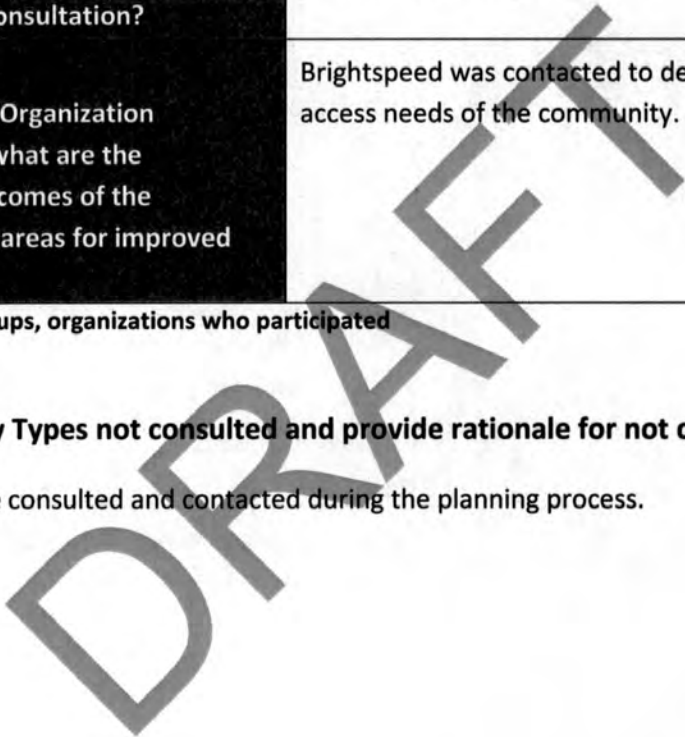 onsultation?
Organization
what are the
comes of the
areas for improved
Brightspeed was contacted to de
access needs of the community.
ups, organizations who participated
y Types not consulted and provide rationale for not c
e consulted and contacted during the planning process.
DRAFT